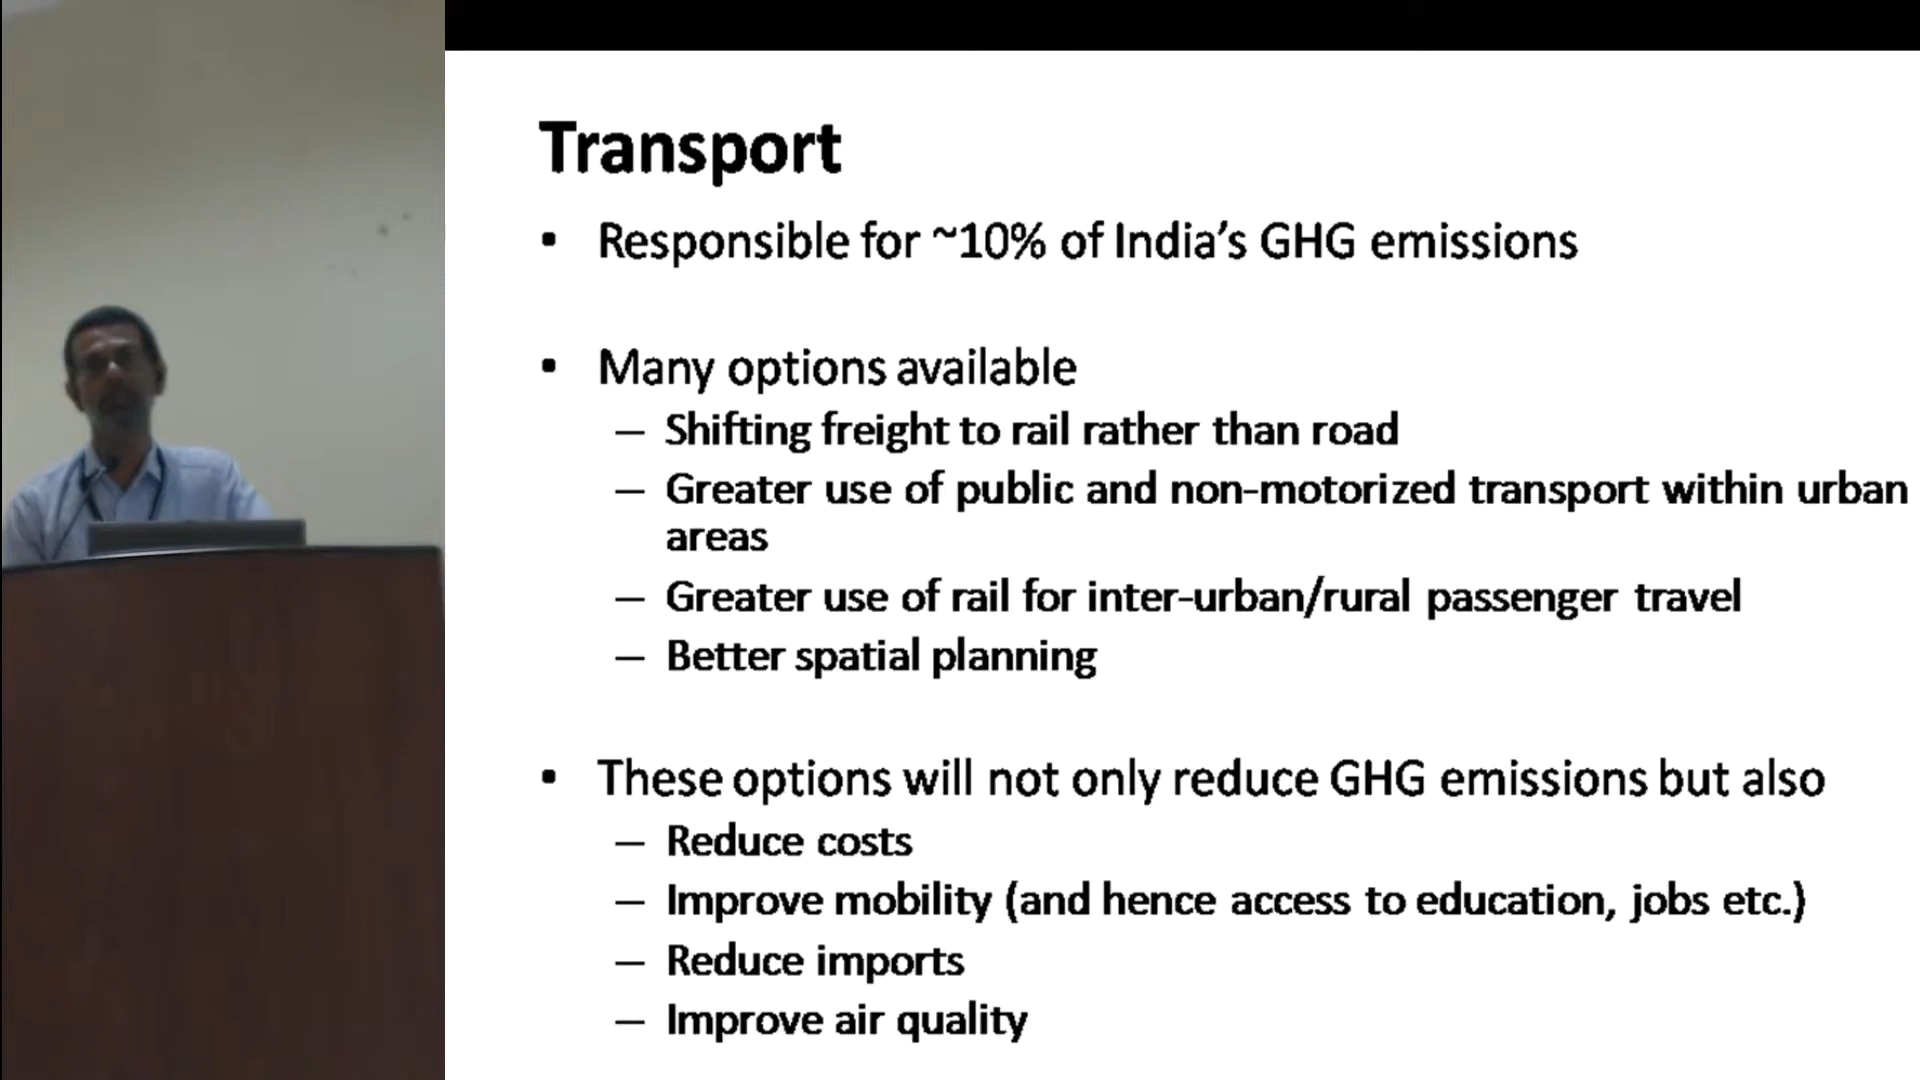 Transport
• Responsible for ~10% of India's GHG emissions
• Many options available
– Shifting freight to rail rather than road
– Greater use of public and non-motorized transport within urban
areas
– Greater use of rail for inter-urban/rural passenger travel
– Better spatial planning
• These options will not only reduce GHG emissions but also
– Reduce costs
– Improve mobility (and hence access to education, jobs etc.)
– Reduce imports
– Improve air quality